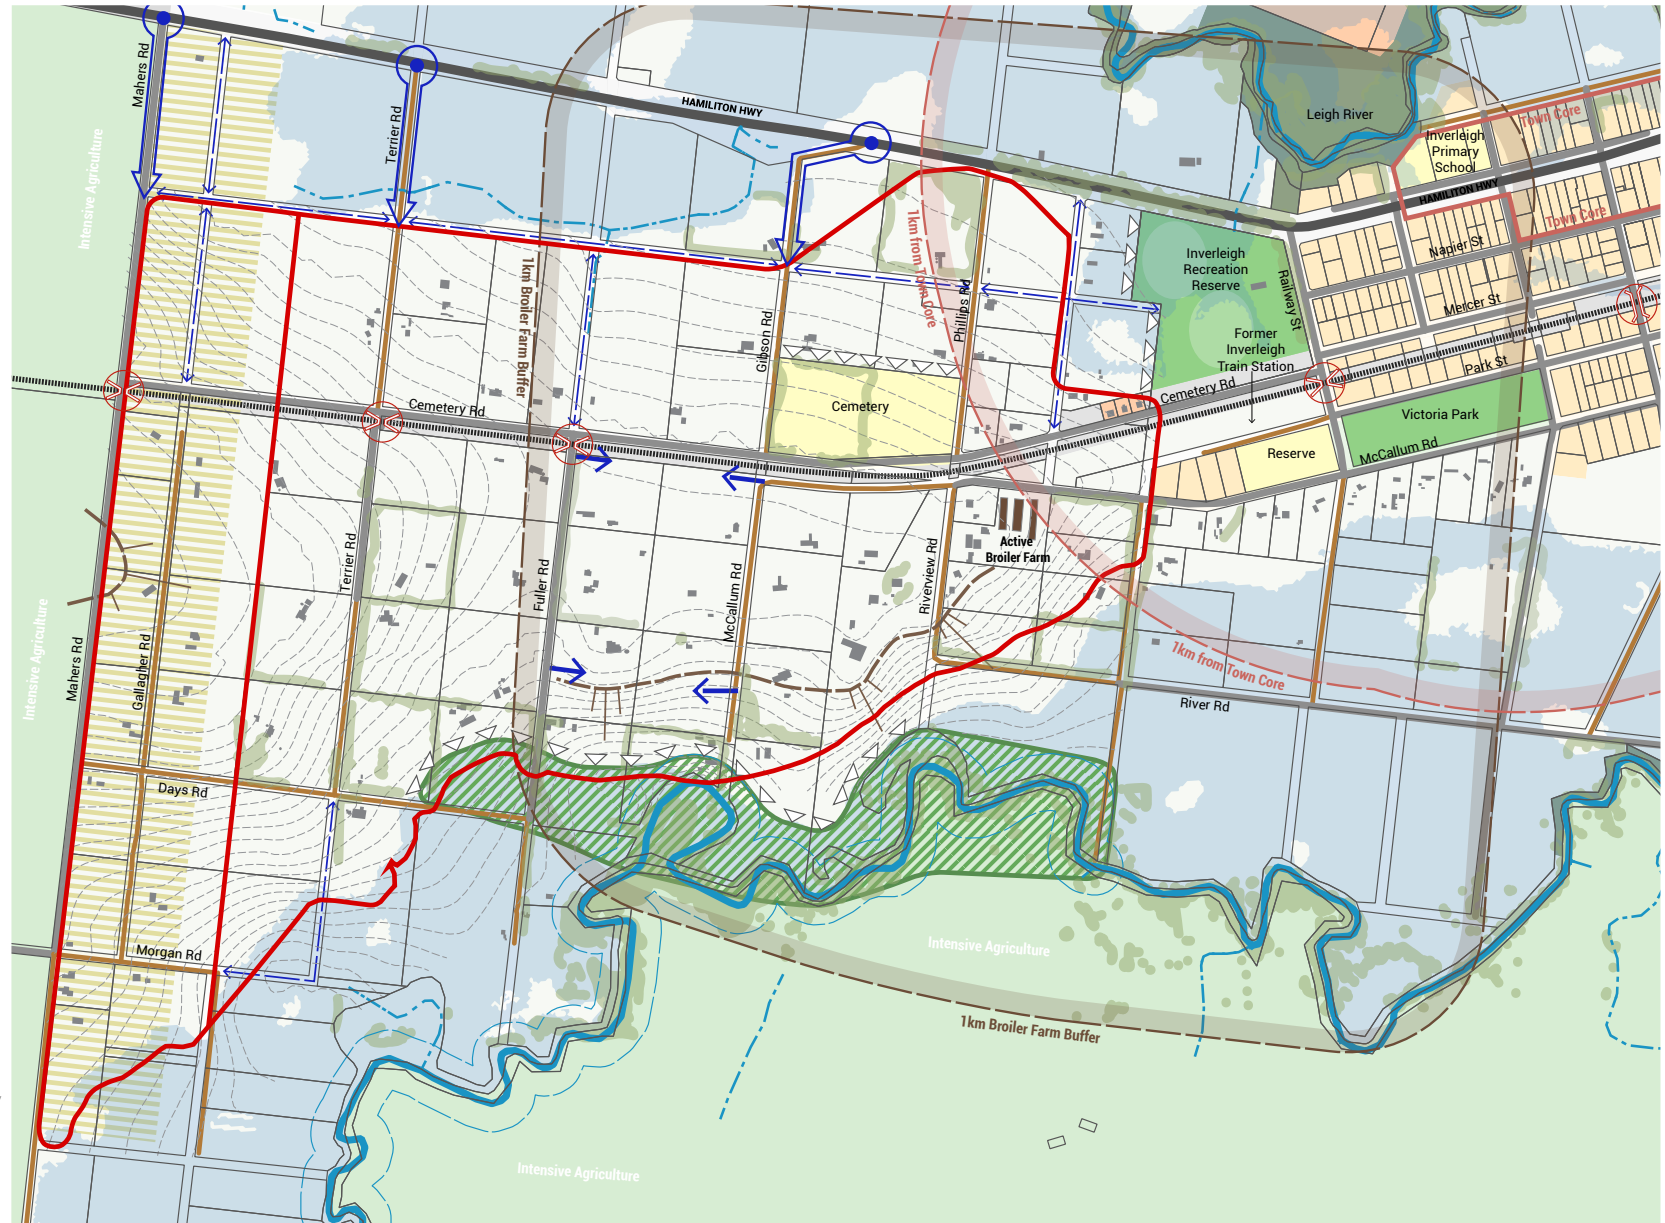 Mahers Rd
Intensive Agriculture
Terrier Rd
HAMILITON HWY
Leigh River
Town Core
Inverleigh
Primary
School
HAMILITON HWY
Town Core
Napier St
Inverleigh
Recreation
Reserve
Railway St
Mercer St
1km from Town Core
Phillips Rd
1km Broiler Farm Buffer
Gibson Rd
Former
Inverleigh
Train Station
Park St
Cemetery Rd
Cemetery
Cemetery Rd
Victoria Park
McCallum Rd
Reserve
Active
Broiler Farm
Terrier Rd
Fuller Rd
McCallum Rd
Riverview Rd
Intensive Agriculture
Mahers Rd
Gallagher Rd
1km from Town Core
River Rd
Days Rd
Morgan Rd
Intensive Agriculture
1km Broiler Farm Buffer
Intensive Agriculture